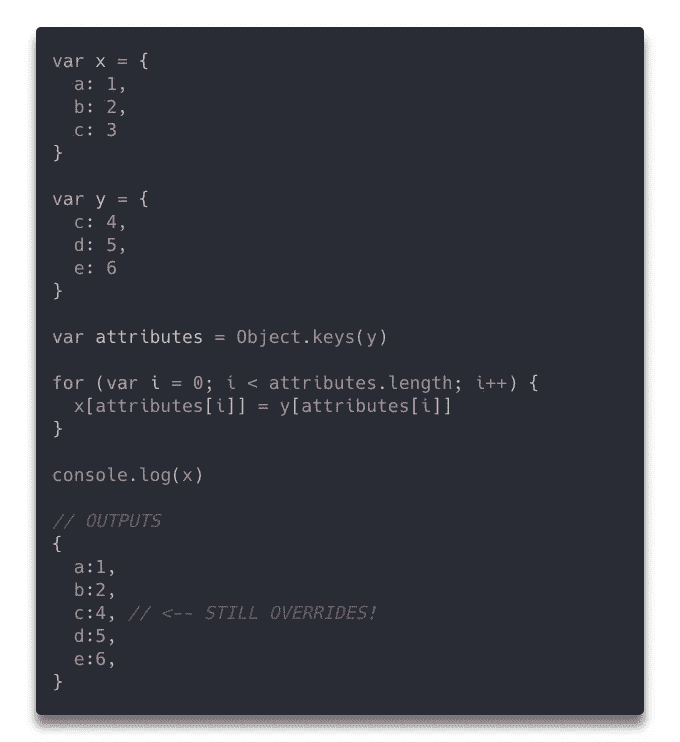 var x = {
  a: 1,
  b: 2,
  c: 3
}

var y = {
  c: 4,
  d: 5,
  e: 6
}

var attributes = Object.keys(y)

for (var i = 0; i < attributes.length; i++) {
  x[attributes[i]] = y[attributes[i]]
}

console.log(x)

// OUTPUTS
{
  a:1,
  b:2,
  c:4, // <-- STILL OVERRIDES!
  d:5,
  e:6,
}